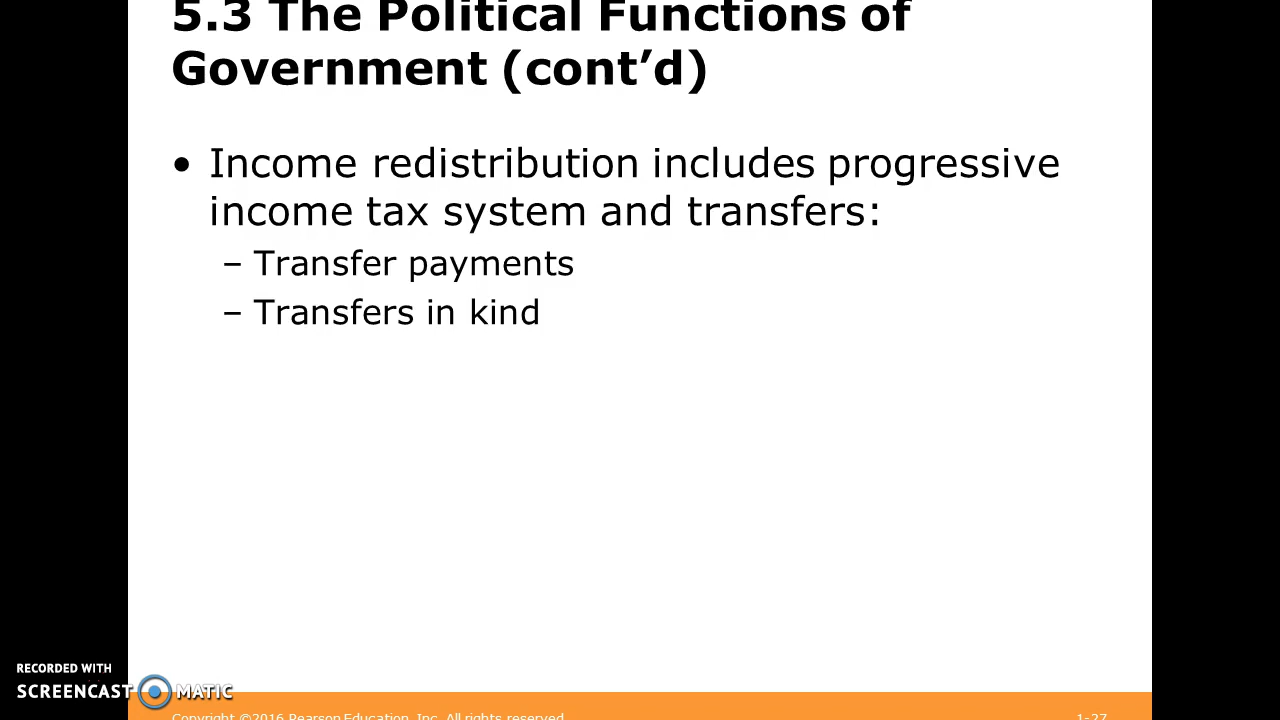 5.3 The Political Functions of
Government (cont’d)
• Income redistribution includes progressive
income tax system and transfers:
– Transfer payments
– Transfers in kind
RECORDED WITH
SCREENCAST MATIC
Copyright ©2016 Pearson Education, Inc. All rights reserved.
1-27